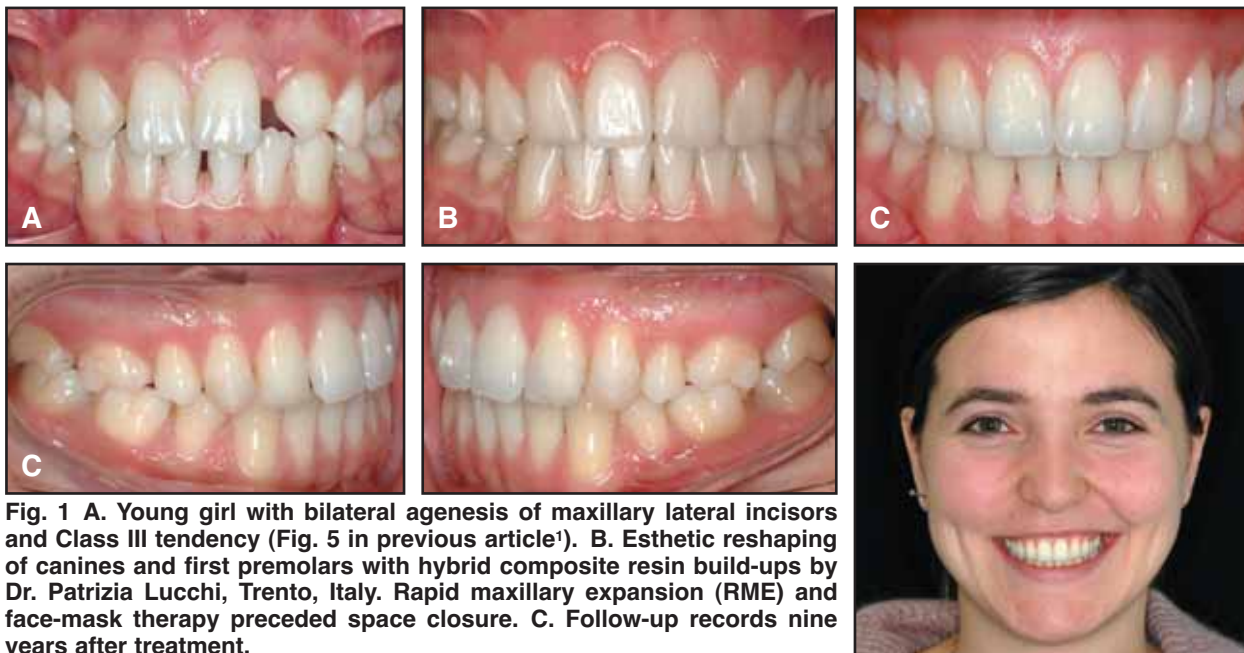 A
B
C
C
Fig. 1 A. Young girl with bilateral agenesis of maxillary lateral incisors
and Class III tendency (Fig. 5 in previous article¹). B. Esthetic reshaping
of canines and first premolars with hybrid composite resin build-ups by
Dr. Patrizia Lucchi, Trento, Italy. Rapid maxillary expansion (RME) and
face-mask therapy preceded space closure. C. Follow-up records nine
years after treatment.